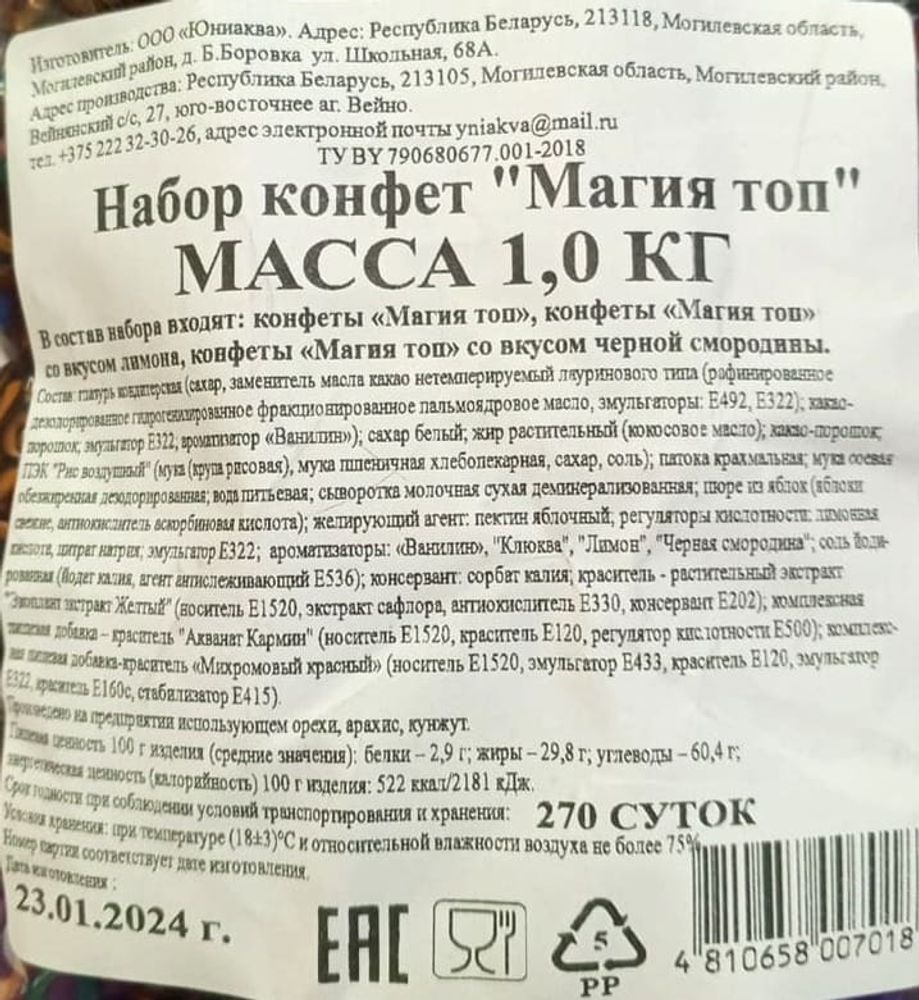 Изготовитель: ООО «Юниаква». Адрес: Республика Беларусь, 213118, Могилевская область,
Могилевский район, д. Б.Боровка ул. Школьная, 68А.
Адрес производства: Республика Беларусь, 213105, Могилевская область, Могилевский район,
Вейнянский с/с, 27, юго-восточнее аг. Вейно.
тел. +375 222 32-30-26, адрес электронной почты yniakva@mail.ru
ТУ BY 790680677.001-2018
Набор конфет "Магия топ"
МАССА 1,0 КГ
В состав набора входят: конфеты «Магия топ», конфеты «Магия топ»
со вкусом лимона, конфеты «Магия топ» со вкусом черной смородины.
Состав: глазурь кондитерская (сахар, заменитель масла какао нетемперируемый лауринового типа (рафинированное
дезодорированное гидрогенизированное фракционированное пальмоядровое масло, эмульгаторы: Е492, Е322); какао-
порошок; эмульгатор Е322; ароматизатор «Ванилин»); сахар белый; жир растительный (кокосовое масло); какао-порошок;
ПЭК "Рис воздушный" (мука (крупа рисовая), мука пшеничная хлебопекарная, сахар, соль); патока крахмальная; мука соевая
обезжиренная дезодорированная; вода питьевая; сыворотка молочная сухая деминерализованная; пюре из яблок (яблоки
свежие, антиокислитель аскорбиновая кислота); желирующий агент: пектин яблочный; регуляторы кислотности: лимонная
кислота, цитрат натрия; эмульгатор Е322; ароматизаторы: «Ванилин», "Клюква", "Лимон", "Черная смородина"; соль йоди-
рованная (йодет калия, агент антислеживающий Е536); консервант: сорбат калия; краситель - растительный экстракт
экстракт Желтый" (носитель Е1520, экстракт сафлора, антиокислитель Е330, консервант Е202); комплексная
пищевая добавка – краситель "Акванат Кармин" (носитель Е1520, краситель Е120, регулятор кислотности Е500); комплекс-
ная пищевая добавка-краситель «Михромовый красный» (носитель Е1520, эмульгатор Е433, краситель Е120, эмульгатор
Е322, краситель Е160с, стабилизатор Е415).
Произведено на предприятии использующем орехи, арахис, кунжут.
Пищевая ценность 100 г изделия (средние значения): белки – 2,9 г; жиры – 29,8 г; углеводы – 60,4 г;
энергетическая ценность (калорийность) 100 г изделия: 522 ккал/2181 кДж.
Срок годности при соблюдении условий транспортирования и хранения: 270 СУТОК
Условия хранения: при температуре (18±3)°С и относительной влажности воздуха не более 75%.
Номер партии соответствует дате изготовления.
Дата изготовления :
23.01.2024 г.
EAC
5
PP
4 810658 007018